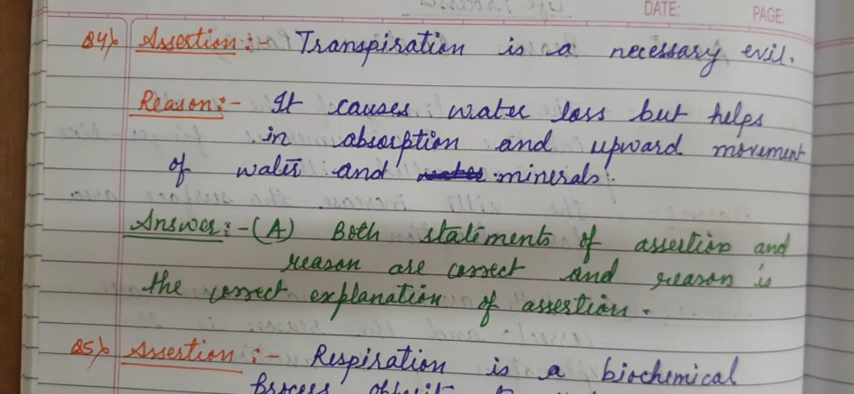 DATE: PAGE:
Q4) Assertion:- Transpiration is a necessary evil.
Reason:- It causes water loss but helps
in absorption and upward movement
of water and water minerals.
Answer:- (A) Both statements of assertion and
reason are correct and reason is
the correct explanation of assertion.
Q5) Assertion:- Respiration is a biochemical
Process